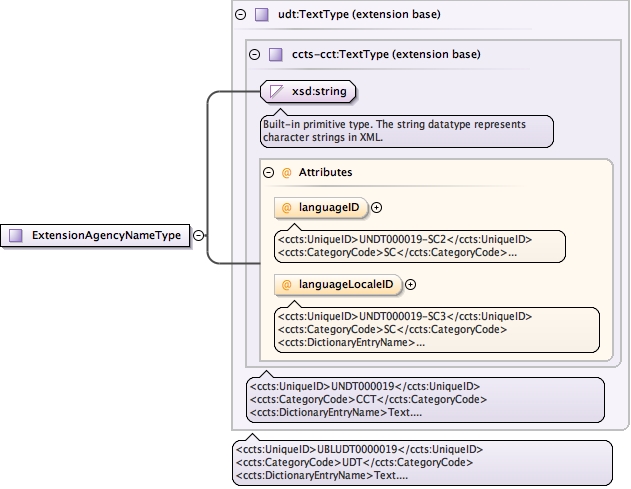 udt:TextType (extension base)
ccts-cct:TextType (extension base)
xsd:string
Built-in primitive type. The string datatype represents
character strings in XML.
@ Attributes
@ languageID
<ccts:UniqueID>UNDT000019-SC2</ccts:UniqueID>
<ccts:CategoryCode>SC</ccts:CategoryCode>...
ExtensionAgencyNameType
@ languageLocaleID
<ccts:UniqueID>UNDT000019-SC3</ccts:UniqueID>
<ccts:CategoryCode>SC</ccts:CategoryCode>
<ccts:DictionaryEntryName>...
<ccts:UniqueID>UNDT000019</ccts:UniqueID>
<ccts:CategoryCode>CCT</ccts:CategoryCode>
<ccts:DictionaryEntryName>Text....
<ccts:UniqueID>UBLUDT0000019</ccts:UniqueID>
<ccts:CategoryCode>UDT</ccts:CategoryCode>
<ccts:DictionaryEntryName>Text....